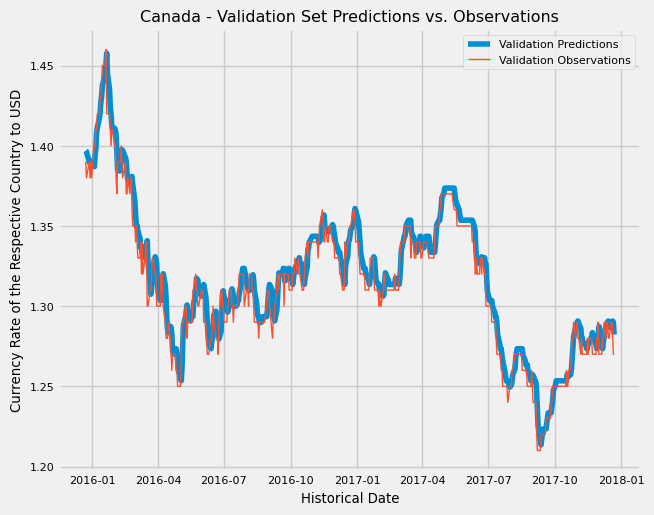 Canada - Validation Set Predictions vs. Observations
Validation Predictions
Validation Observations
Currency Rate of the Respective Country to USD
1.45
1.40
1.35
1.30
1.25
1.20
2016-01 2016-04 2016-07 2016-10 2017-01 2017-04 2017-07 2017-10 2018-01
Historical Date